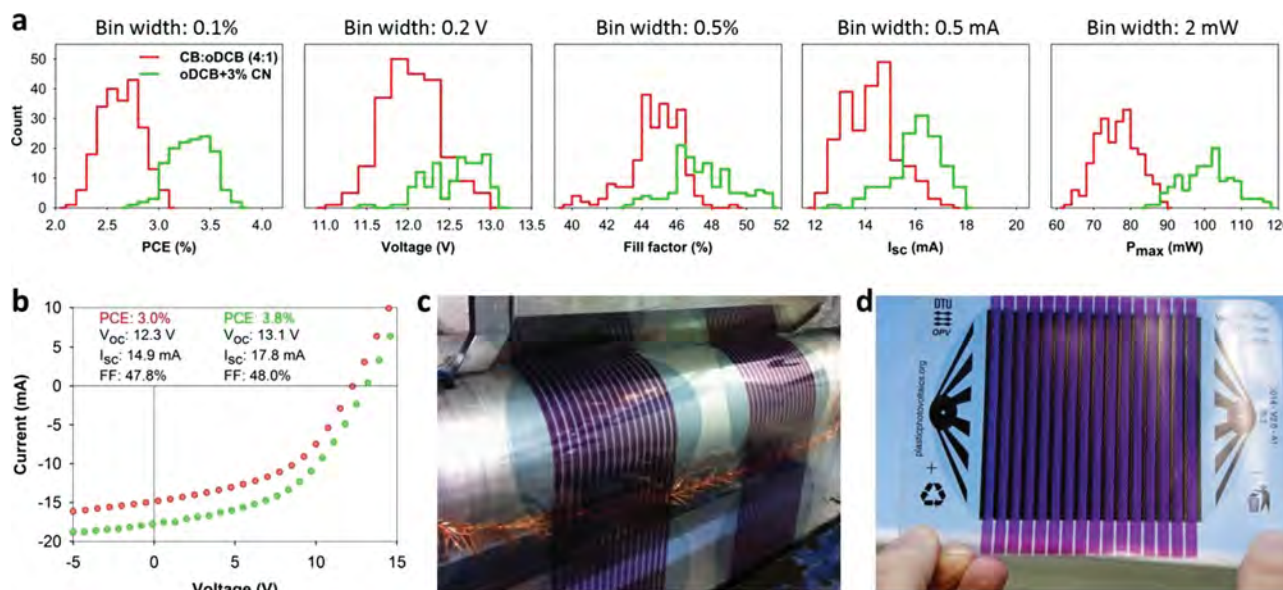 a
Bin width: 0.1%
Bin width: 0.2 V
Bin width: 0.5%
Bin width: 0.5 mA
Bin width: 2 mW
CB:oDCB (4:1)
oDCB+3% CN
Count
50
40
30
20
10
0
2.0 2.5 3.0 3.5 4.0
PCE (%)
11.0 11.5 12.0 12.5 13.0 13.5
Voltage (V)
40 42 44 46 48 50 52
Fill factor (%)
12 14 16 18 20
Isc (mA)
60 70 80 90 100 110 120
Pmax (mW)
b
PCE: 3.0%
VOC: 12.3 V
ISC: 14.9 mA
FF: 47.8%
PCE: 3.8%
VOC: 13.1 V
ISC: 17.8 mA
FF: 48.0%
Current (mA)
10
0
-10
-15
-20
-5 0 5 10 15
Voltage (V)
c
d
DTU
OPV
plasticphotovoltaics.org
+